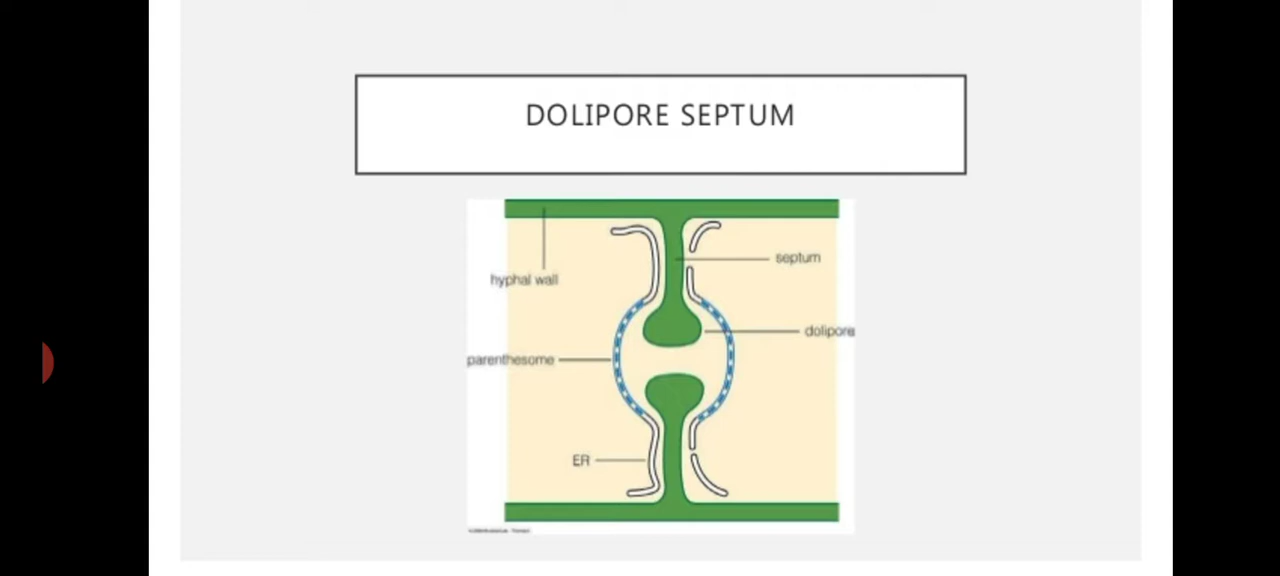 DOLIPORE SEPTUM
septum
hyphal wall
dolipore
parenthesome
ER